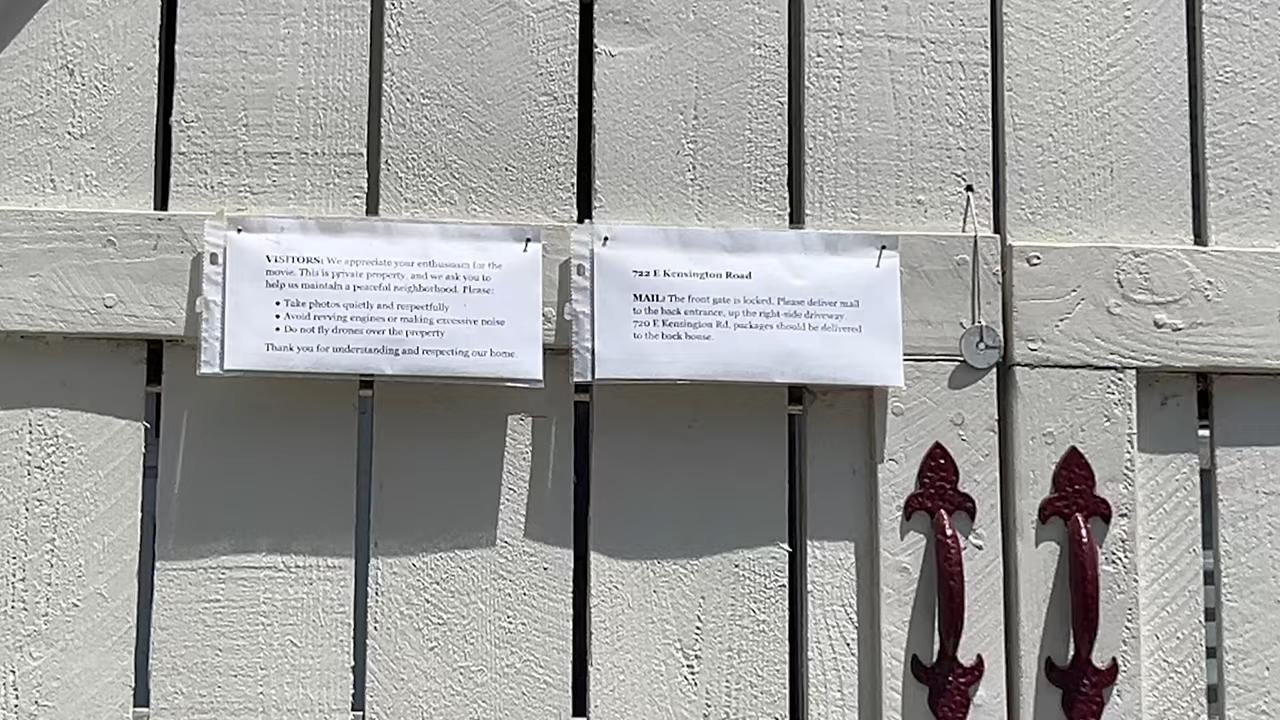 VISITORS: We appreciate your enthusiasm for the
movie. This is private property, and we ask you to
help us maintain a peaceful neighborhood. Please:
• Take photos quietly and respectfully
• Avoid revving engines or making excessive noise
• Do not fly drones over the property
Thank you for understanding and respecting our home.
722 E Kensington Road
MAIL: The front gate is locked. Please deliver mail
to the back entrance, up the right-side driveway.
720 E Kensington Rd. packages should be delivered
to the back house.